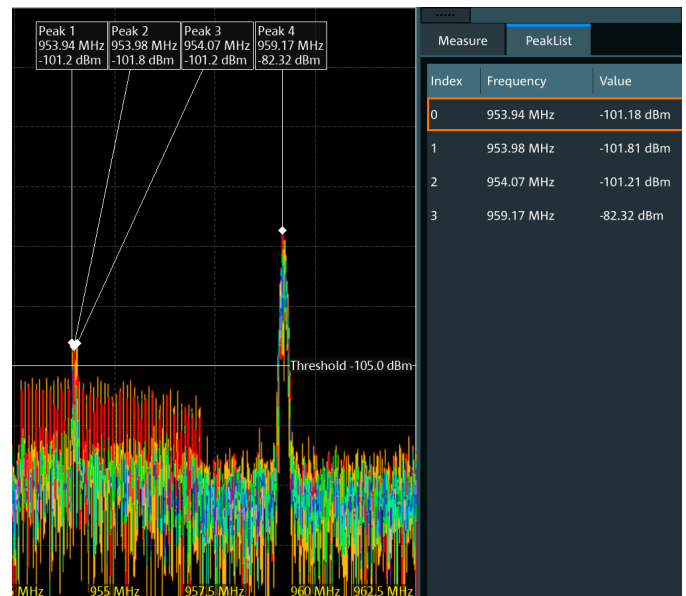 Peak 1
953.94 MHz
-101.2 dBm
Peak 2
953.98 MHz
-101.8 dBm
Peak 3
954.07 MHz
-101.2 dBm
Peak 4
959.17 MHz
-82.32 dBm
Threshold -105.0 dBm
MHz
955 MHz
957.5 MHz
960 MHz
962.5 MHz
Measure PeakList
Index Frequency Value
0 953.94 MHz -101.18 dBm
1 953.98 MHz -101.81 dBm
2 954.07 MHz -101.21 dBm
3 959.17 MHz -82.32 dBm